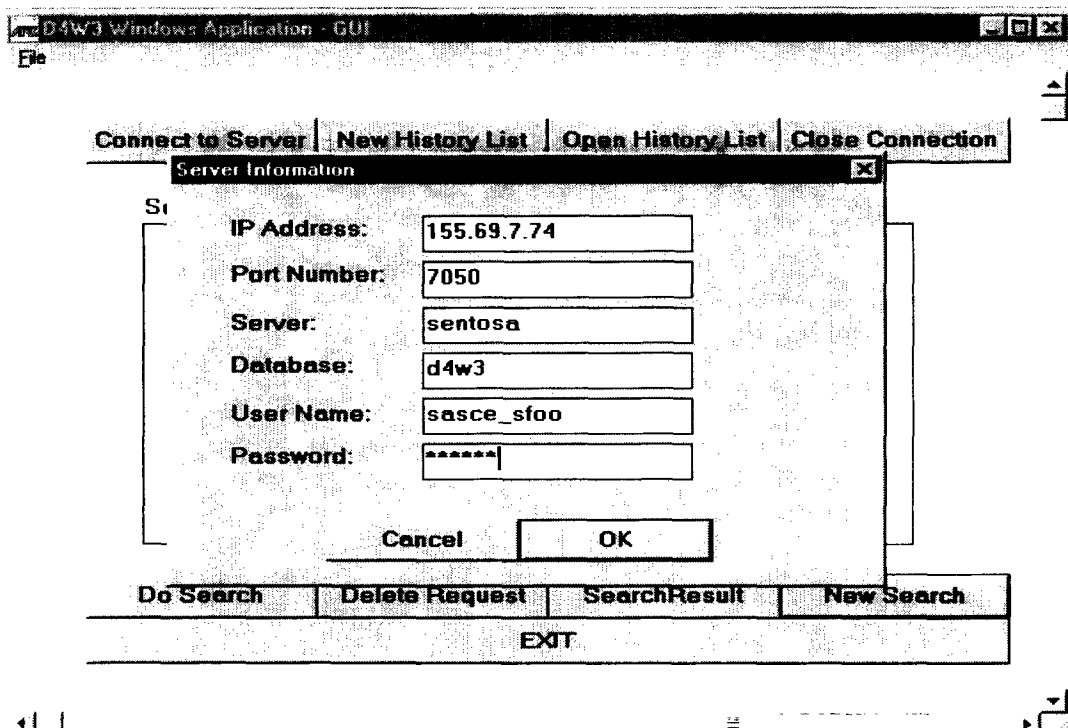 D4W3 Windows Application - GUI
File
Connect to Server New History List Open History List Close Connection
Server Information
IP Address: 155.69.7.74
Port Number: 7050
Server: sentosa
Database: d4w3
User Name: sasce_sfoo
Password: ******
Cancel OK
Do Search Delete Request SearchResult New Search
EXIT